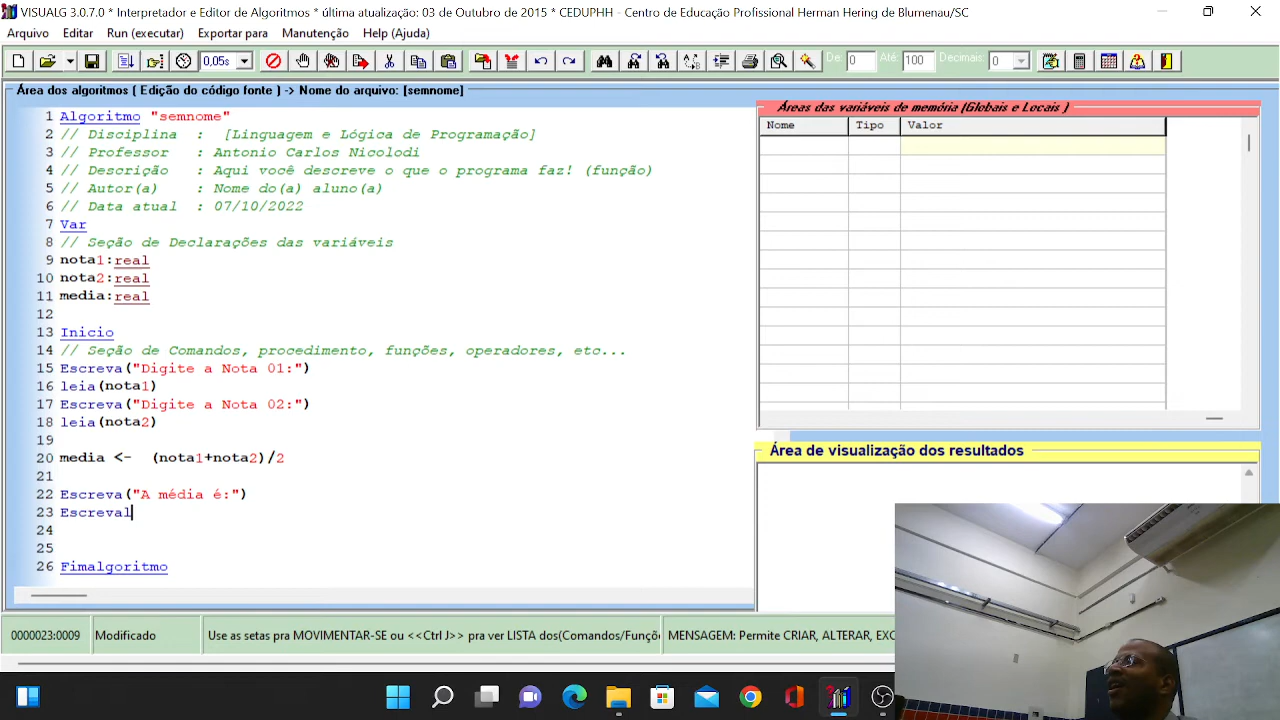 VISUALG 3.0.7.0 * Interpretador e Editor de Algoritmos * última atualização: 03 de Outubro de 2015 * CEDUPHH - Centro de Educação Profissional Herman Hering de Blumenau/SC
Arquivo Editar Run (executar) Exportar para Manutenção Help (Ajuda)
0,05s De: 0 Até: 100 Decimais: 0
Área dos algoritmos ( Edição do código fonte ) -> Nome do arquivo: [semnome]
1 Algoritmo "semnome"
2 // Disciplina : [Linguagem e Lógica de Programação]
3 // Professor : Antonio Carlos Nicolodi
4 // Descrição : Aqui você descreve o que o programa faz! (função)
5 // Autor(a) : Nome do(a) aluno(a)
6 // Data atual : 07/10/2022
7 Var
8 // Seção de Declarações das variáveis
9 nota1:real
10 nota2:real
11 media:real
12
13 Inicio
14 // Seção de Comandos, procedimento, funções, operadores, etc...
15 Escreva("Digite a Nota 01:")
16 leia(nota1)
17 Escreva("Digite a Nota 02:")
18 leia(nota2)
19
20 media <- (nota1+nota2)/2
21
22 Escreva("A média é:")
23 Escreval
24
25
26 Fimalgoritmo
Áreas das variáveis de memória (Globais e Locais )
Nome Tipo Valor
Área de visualização dos resultados
0000023:0009 Modificado Use as setas pra MOVIMENTAR-SE ou <<Ctrl J>> pra ver LISTA dos(Comandos/Funçõe MENSAGEM: Permite CRIAR, ALTERAR, EXC